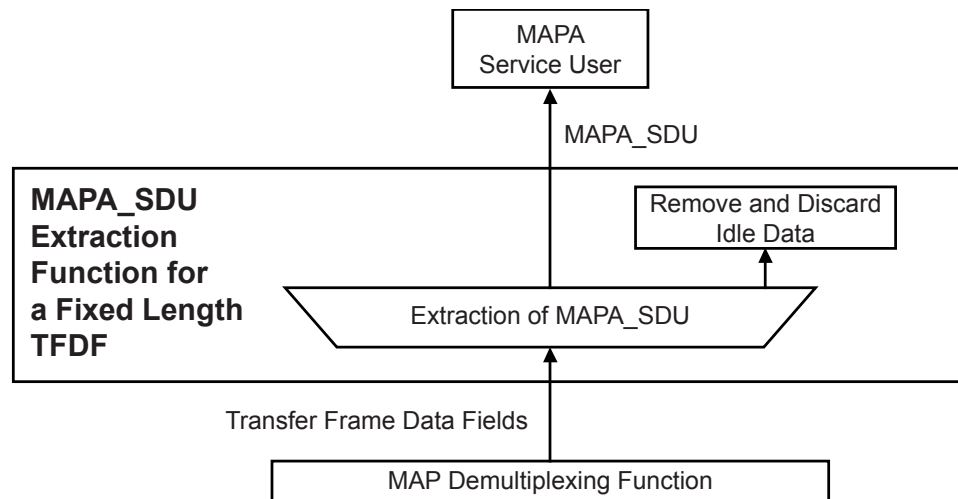 MAPA
Service User
MAPA_SDU
MAPA_SDU
Extraction
Function for
a Fixed Length
TFDF
Remove and Discard
Idle Data
Extraction of MAPA_SDU
Transfer Frame Data Fields
MAP Demultiplexing Function